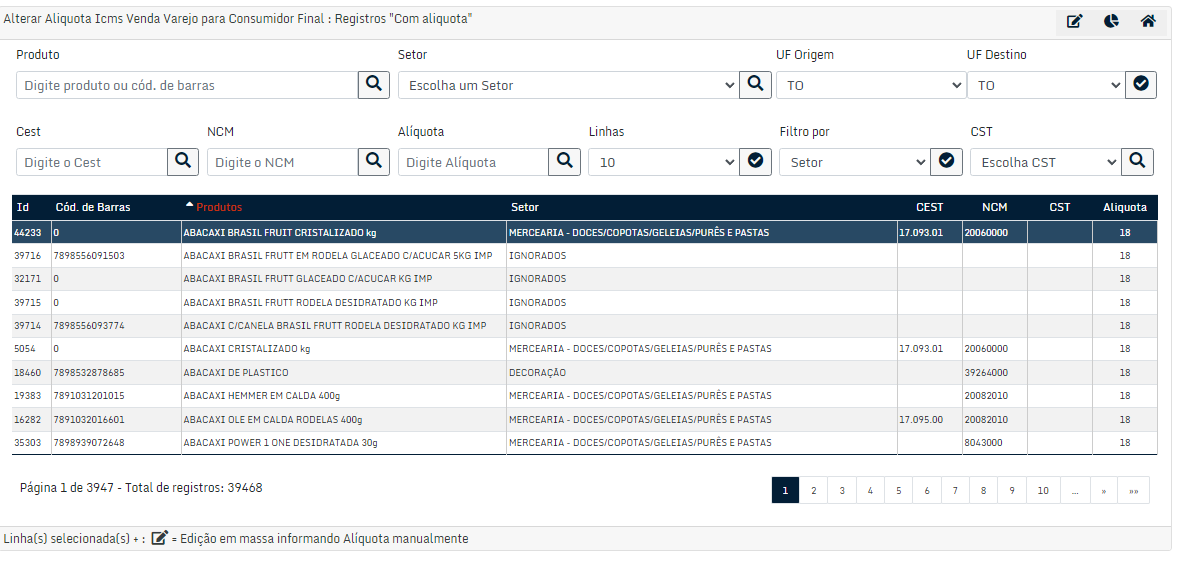 Alterar Aliquota Icms Venda Varejo para Consumidor Final : Registros "Com aliquota"
Produto Setor UF Origem UF Destino
Digite produto ou cód. de barras Escolha um Setor TO TO
Cest NCM Alíquota Linhas Filtro por CST
Digite o Cest Digite o NCM Digite Alíquota 10 Setor Escolha CST
Id Cód. de Barras Produtos Setor CEST NCM CST Aliquota
44233 0 ABACAXI BRASIL FRUIT CRISTALIZADO kg MERCEARIA - DOCES/COPOTAS/GELEIAS/PURÊS E PASTAS 17.093.01 20060000 18
39716 7898556091503 ABACAXI BRASIL FRUTT EM RODELA GLACEADO C/ACUCAR 5KG IMP IGNORADOS 18
32171 0 ABACAXI BRASIL FRUTT GLACEADO C/ACUCAR KG IMP IGNORADOS 18
39715 0 ABACAXI BRASIL FRUTT RODELA DESIDRATADO KG IMP IGNORADOS 18
39714 7898556093774 ABACAXI C/CANELA BRASIL FRUTT RODELA DESIDRATADO KG IMP IGNORADOS 18
5054 0 ABACAXI CRISTALIZADO kg MERCEARIA - DOCES/COPOTAS/GELEIAS/PURÊS E PASTAS 17.093.01 20060000 18
18460 7898532878685 ABACAXI DE PLASTICO DECORAÇÃO 39264000 18
19383 7891031201015 ABACAXI HEMMER EM CALDA 400g MERCEARIA - DOCES/COPOTAS/GELEIAS/PURÊS E PASTAS 20082010 18
16282 7891032016601 ABACAXI OLE EM CALDA RODELAS 400g MERCEARIA - DOCES/COPOTAS/GELEIAS/PURÊS E PASTAS 17.095.00 20082010 18
35303 7898939072648 ABACAXI POWER 1 ONE DESIDRATADA 30g MERCEARIA - DOCES/COPOTAS/GELEIAS/PURÊS E PASTAS 8043000 18
Página 1 de 3947 - Total de registros: 39468 1 2 3 4 5 6 7 8 9 10 ... » »»
Linha(s) selecionada(s) + : = Edição em massa informando Alíquota manualmente